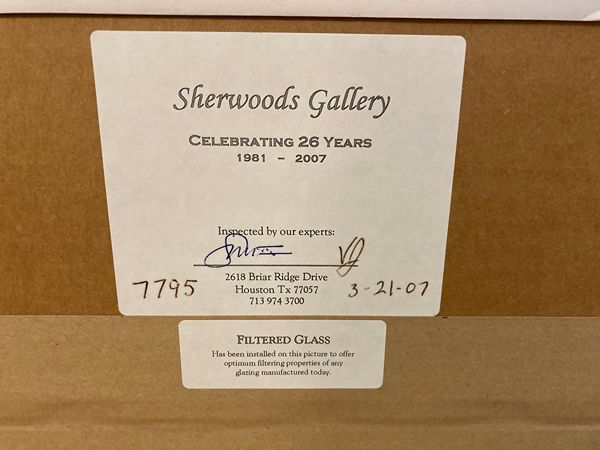 Sherwoods Gallery
CELEBRATING 26 YEARS
1981 – 2007
Inspected by our experts:
VJ
2618 Briar Ridge Drive
7795
Houston Tx 77057
3-21-07
713 974 3700
FILTERED GLASS
Has been installed on this picture to offer
optimum filtering properties of any
glazing manufactured today.